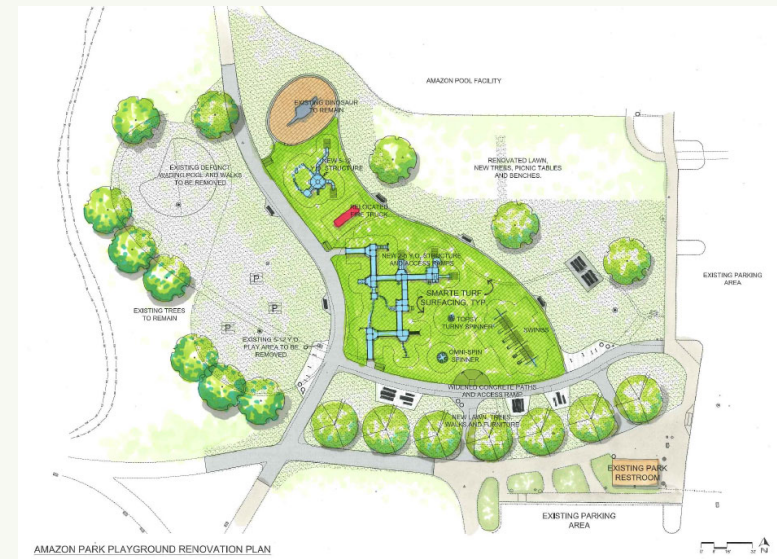 AMAZON POOL FACILITY
EXISTING DINOSAUR
TO REMAIN
EXISTING DEFUNCT
WADING POOL AND WALKS
TO BE REMOVED
NEW 5-12
Y.O. STRUCTURE
RENOVATED LAWN,
NEW TREES, PICNIC TABLES
AND BENCHES.
RELOCATED
FIRE TRUCK
NEW 2-5 Y.O. STRUCTURE
AND ACCESS RAMPS
EXISTING PARKING
AREA
SMARTE TURF
SURFACING, TYP.
P
P
P
EXISTING TREES
TO REMAIN
TOPSY
TURNY SPINNER
SWINGS
EXISTING 5-12 Y.O.
PLAY AREA TO BE
REMOVED
OMNI-SPIN
SPINNER
WIDENED CONCRETE PATHS
AND ACCESS RAMP
NEW LAWN, TREES,
WALKS AND FURNITURE
EXISTING PARK
RESTROOM
EXISTING PARKING
AREA
AMAZON PARK PLAYGROUND RENOVATION PLAN
N